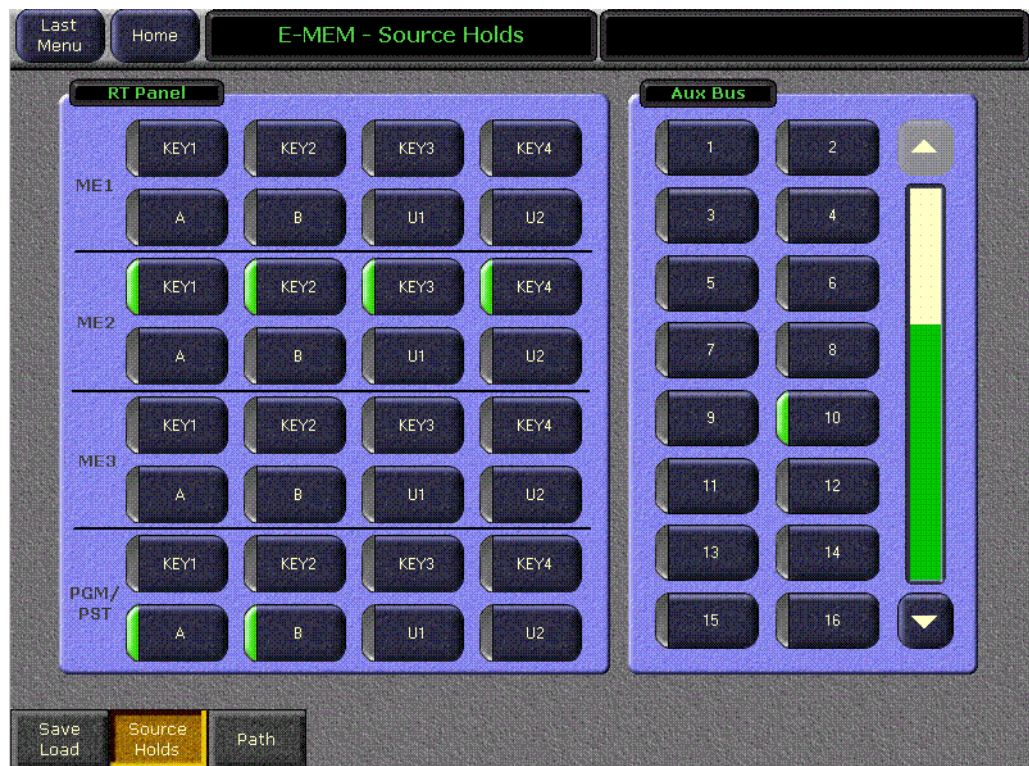 Last
Menu
Home
E-MEM - Source Holds
RT Panel
KEY1 KEY2 KEY3 KEY4
ME1
A B U1 U2
KEY1 KEY2 KEY3 KEY4
ME2
A B U1 U2
KEY1 KEY2 KEY3 KEY4
ME3
A B U1 U2
KEY1 KEY2 KEY3 KEY4
PGM/
PST
A B U1 U2
Aux Bus
1 2
3 4
5 6
7 8
9 10
11 12
13 14
15 16
Save
Load
Source
Holds
Path